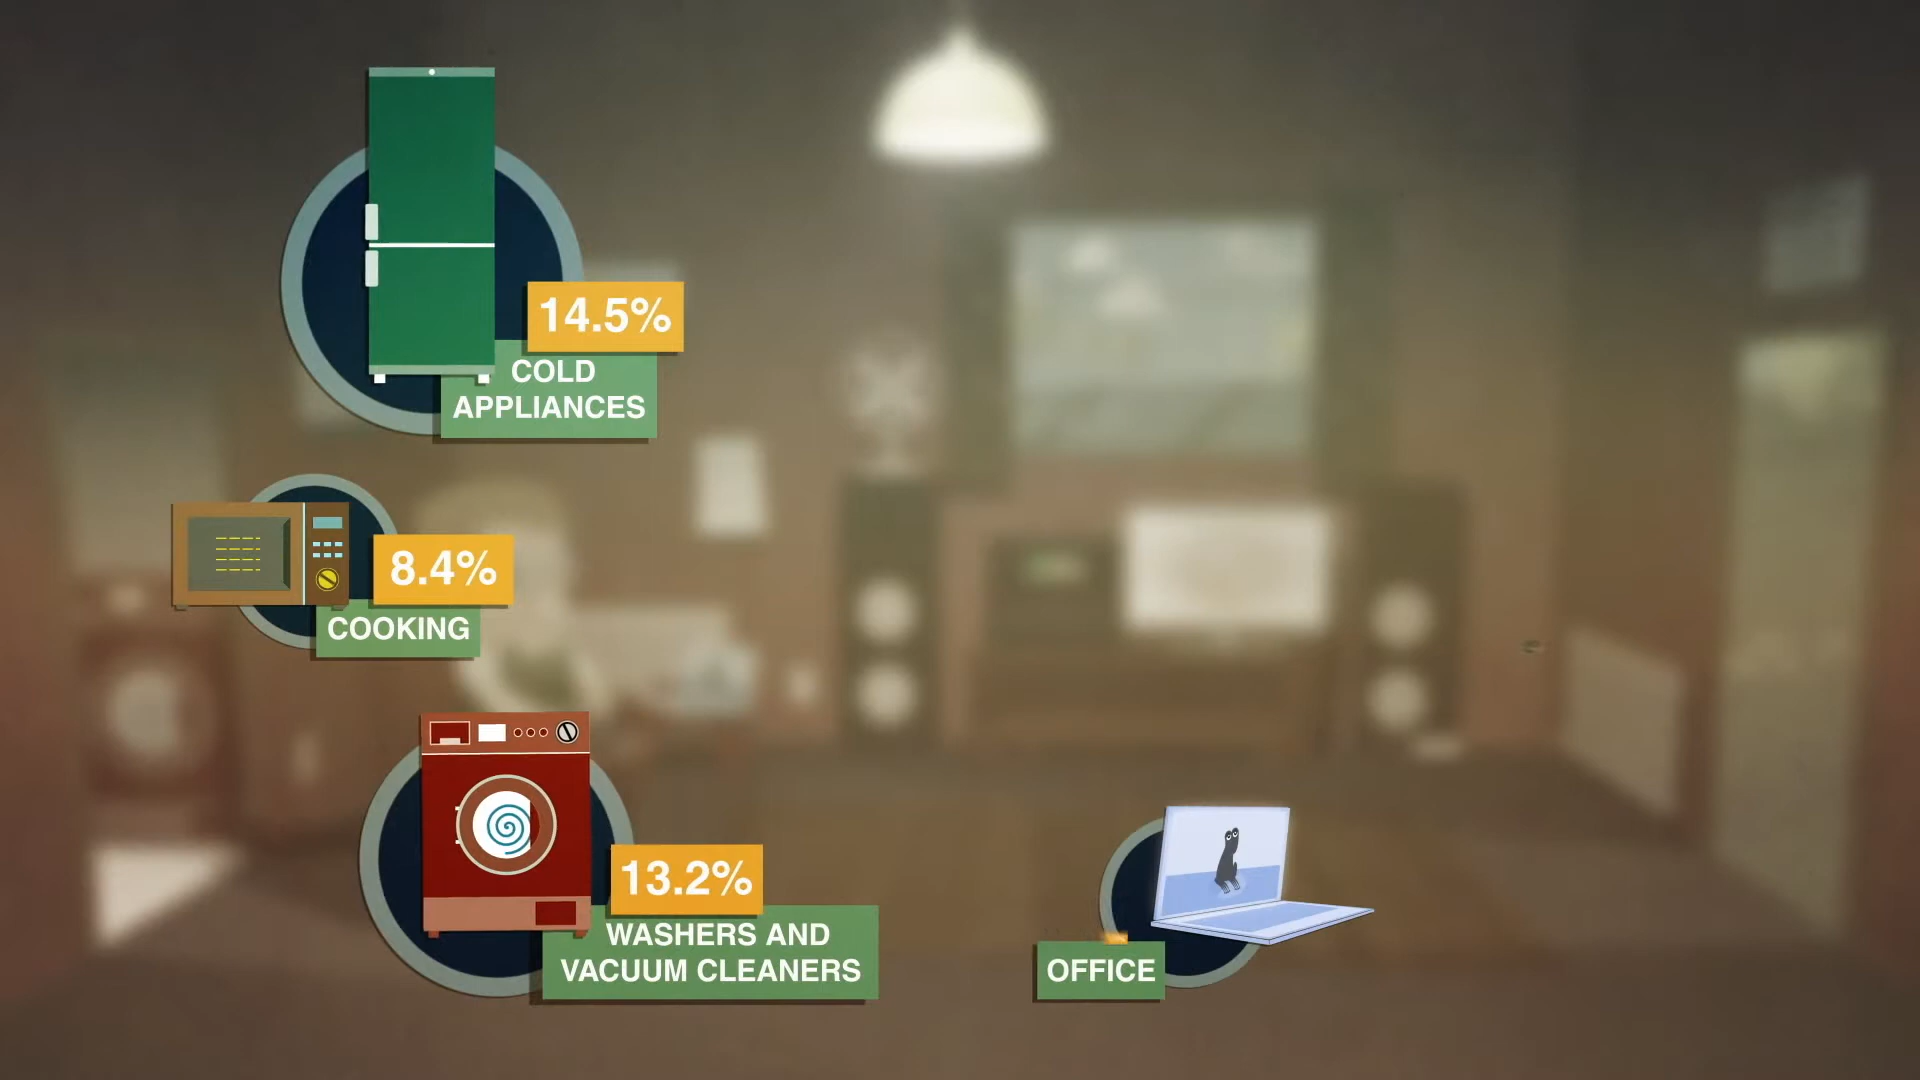 14.5%
COLD
APPLIANCES
8.4%
COOKING
13.2%
WASHERS AND
VACUUM CLEANERS
OFFICE